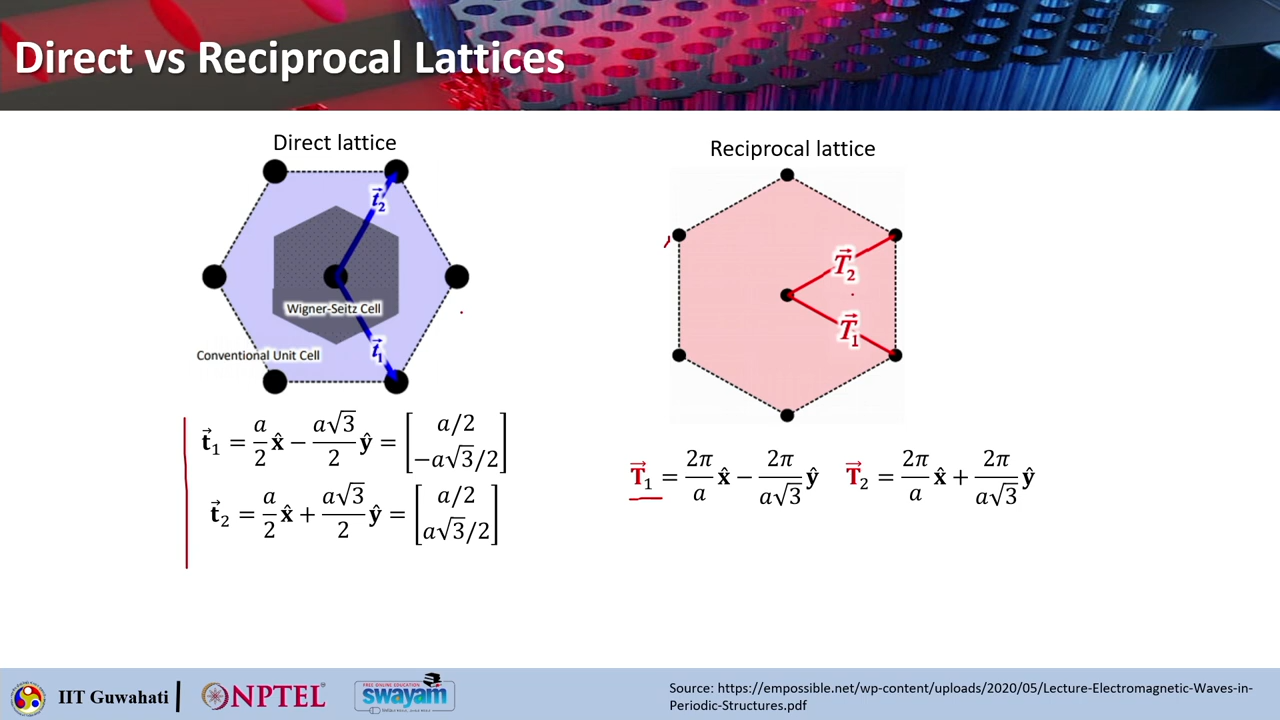 Direct vs Reciprocal Lattices
Direct lattice
t⃗₂
Wigner-Seitz Cell
Conventional Unit Cell
t⃗₁
t⃗₁ = a/2 x̂ − a√3/2 ŷ = [a/2
−a√3/2]
t⃗₂ = a/2 x̂ + a√3/2 ŷ = [a/2
a√3/2]
Reciprocal lattice
T⃗₂
T⃗₁
T⃗₁ = 2π/a x̂ − 2π/a√3 ŷ T⃗₂ = 2π/a x̂ + 2π/a√3 ŷ
IIT Guwahati
NPTEL
FREE ONLINE EDUCATION
swayam
Source: https://empossible.net/wp-content/uploads/2020/05/Lecture-Electromagnetic-Waves-in-
Periodic-Structures.pdf